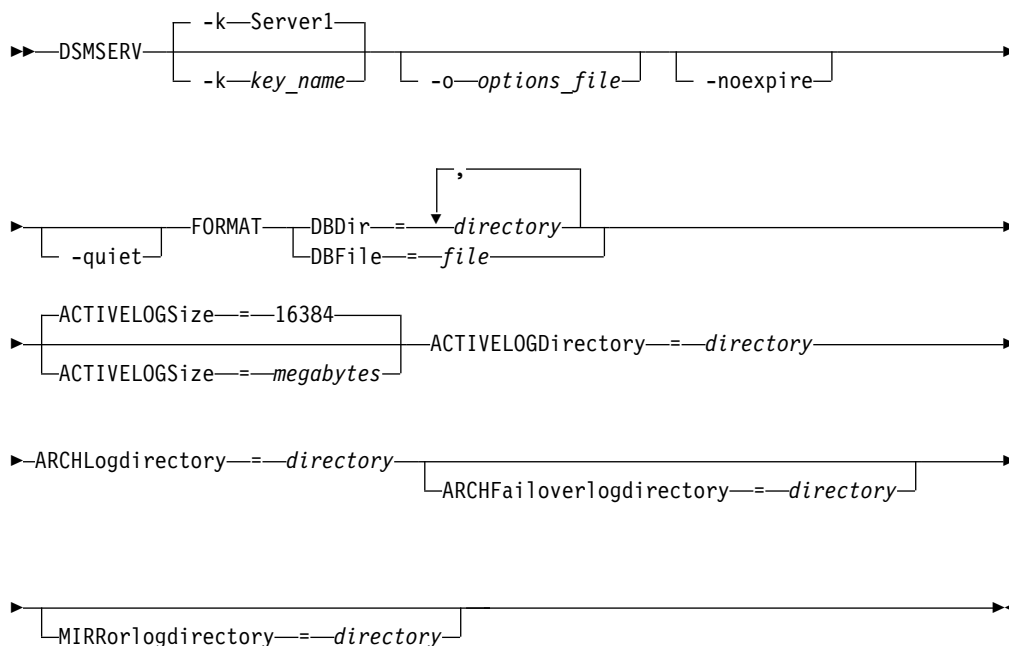 -k Server1
DSMSERV
-k key_name
-o options_file
-noexpire
,
FORMAT DBDir = directory
-quiet
DBFile = file
ACTIVELOGSize = 16384
ACTIVELOGDirectory = directory
ACTIVELOGSize = megabytes
ARCHLogdirectory = directory
ARCHFailoverlogdirectory = directory
MIRRorlogdirectory = directory